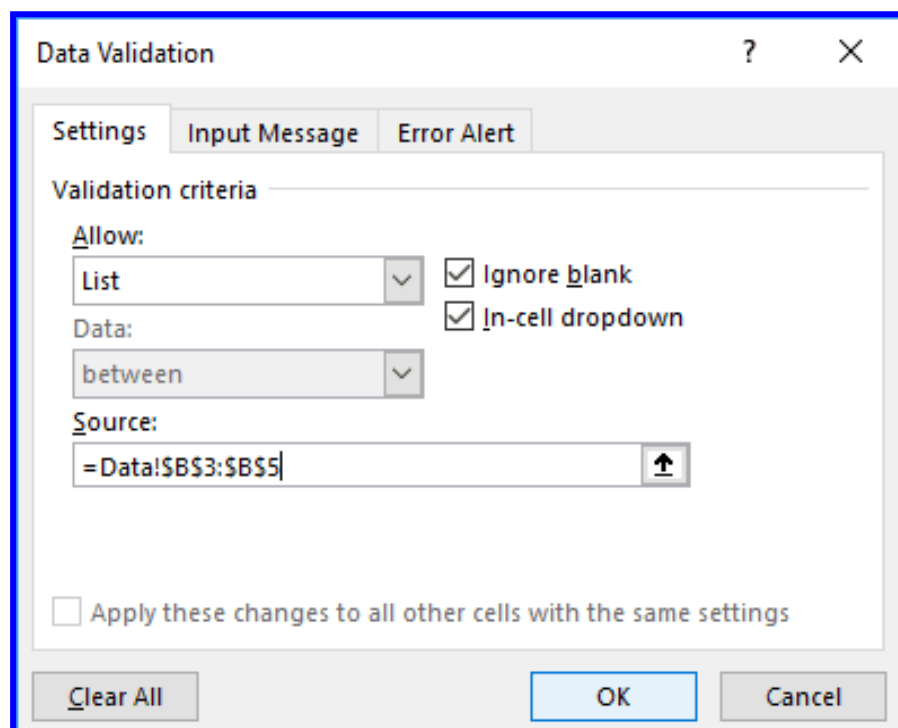 Data Validation ?
Settings Input Message Error Alert
Validation criteria
Allow:
List Ignore blank
In-cell dropdown
Data:
between
Source:
=Data!$B$3:$B$5
Apply these changes to all other cells with the same settings
Clear All OK Cancel